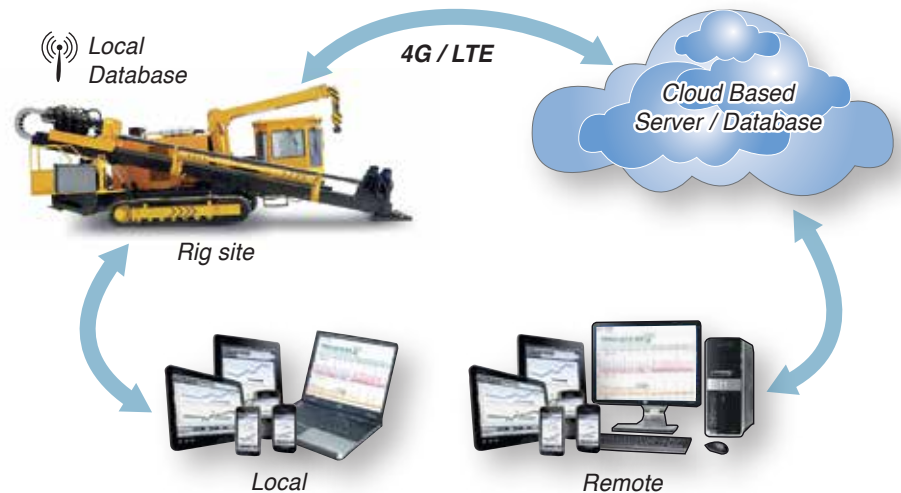 Local
Database
4G / LTE
Cloud Based
Server / Database
Rig site
Local
Remote